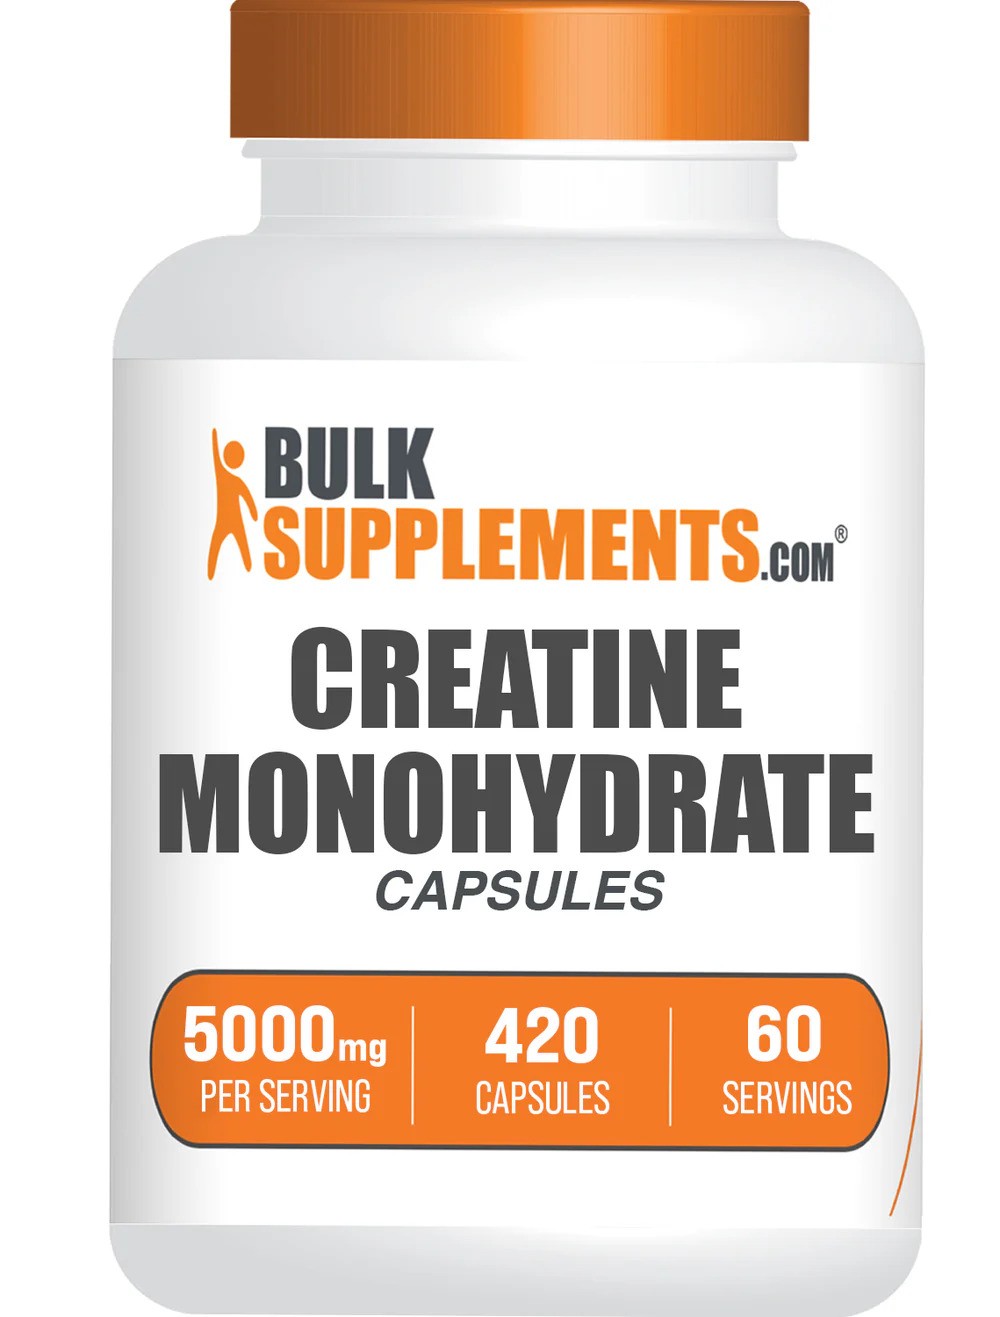 BULK
SUPPLEMENTS.COM®
CREATINE
MONOHYDRATE
CAPSULES
5000mg
PER SERVING
420
CAPSULES
60
SERVINGS